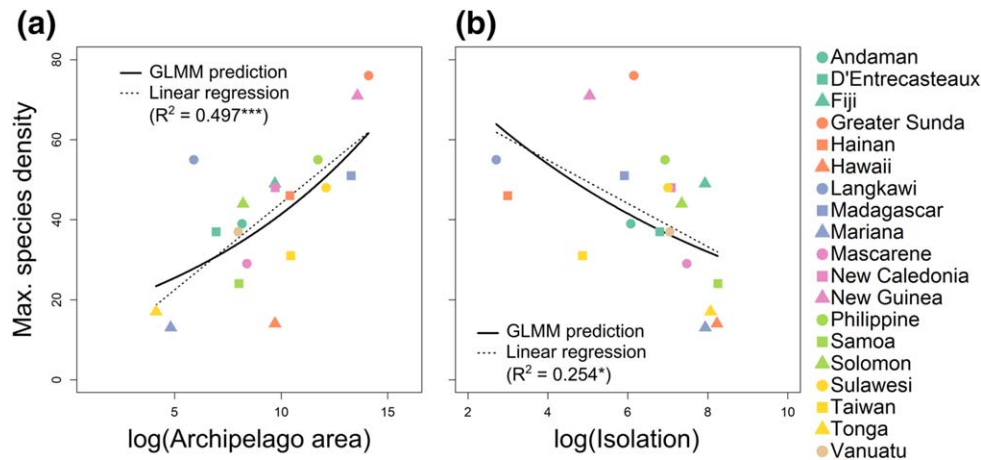 (a)
Max. species density
80
60
40
20
0
GLMM prediction
Linear regression
(R² = 0.497***)
5 10 15
log(Archipelago area)
(b)
GLMM prediction
Linear regression
(R² = 0.254*)
2 4 6 8 10
log(Isolation)
Andaman
D'Entrecasteaux
Fiji
Greater Sunda
Hainan
Hawaii
Langkawi
Madagascar
Mariana
Mascarene
New Caledonia
New Guinea
Philippine
Samoa
Solomon
Sulawesi
Taiwan
Tonga
Vanuatu